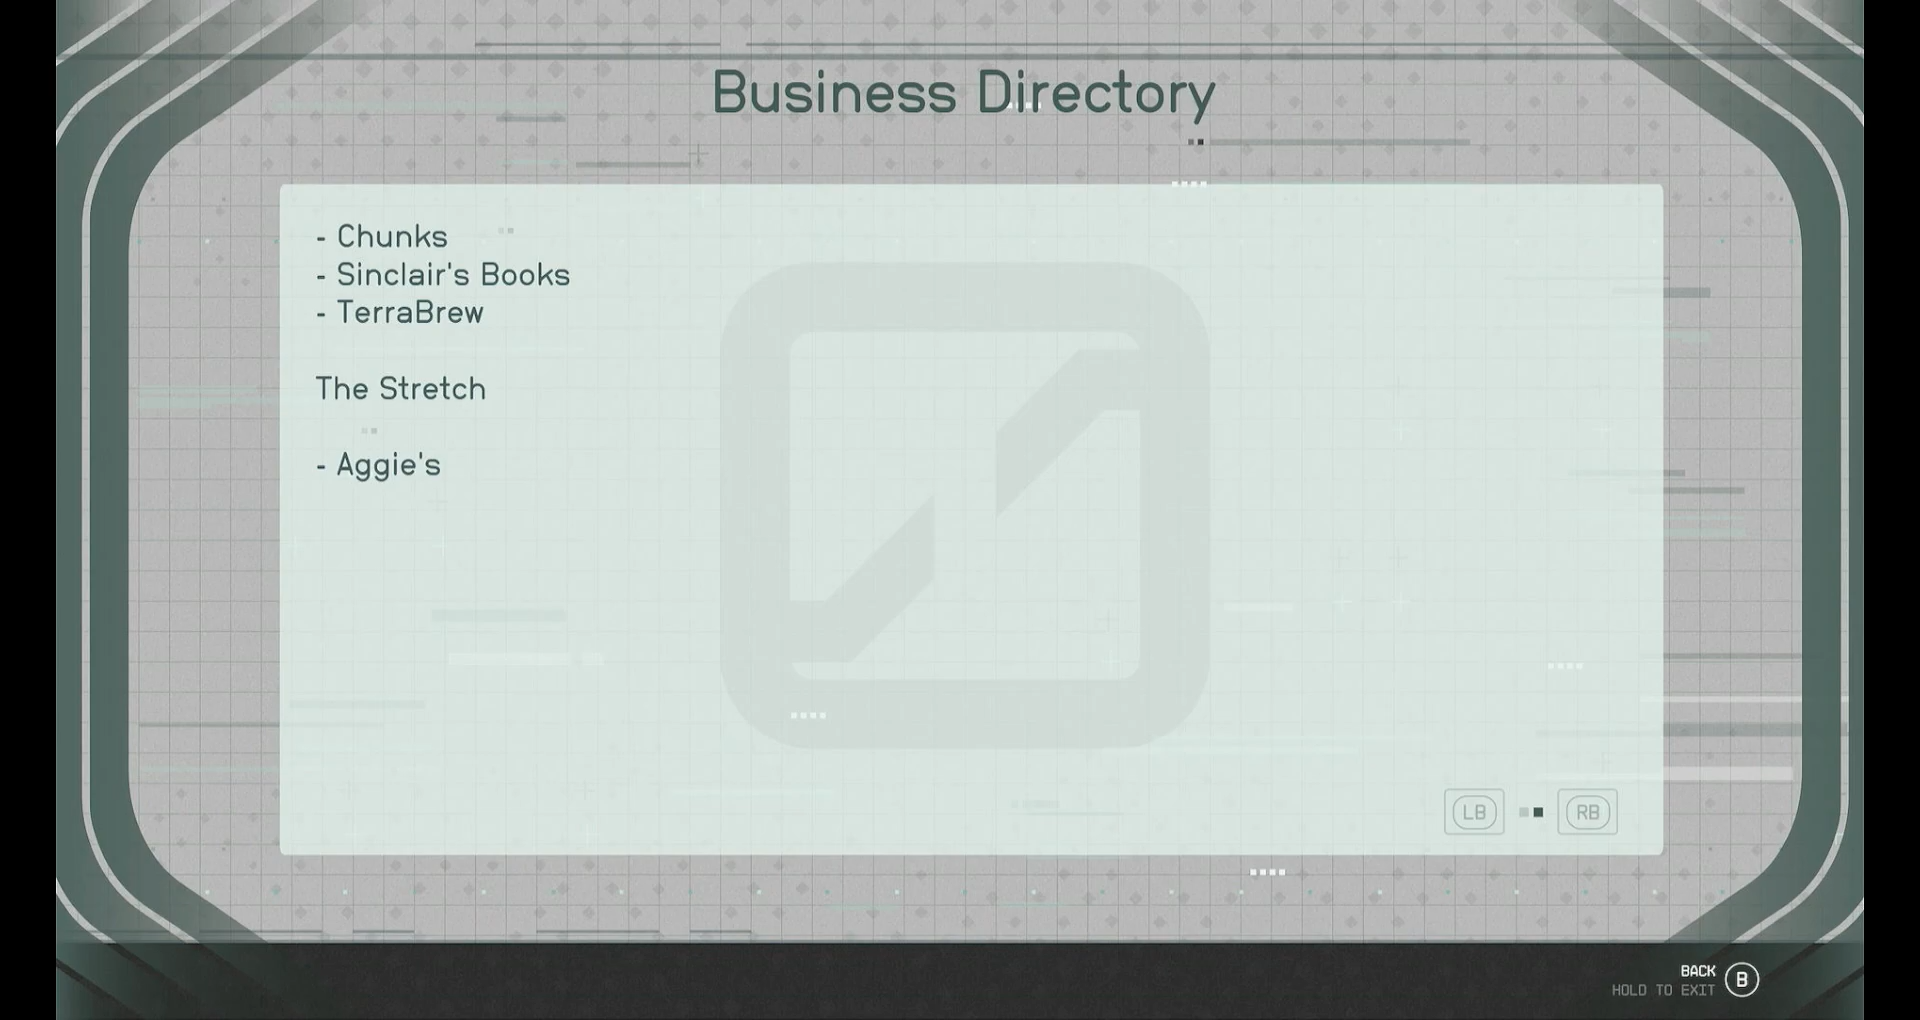 Business Directory
- Chunks
- Sinclair's Books
- TerraBrew
The Stretch
- Aggie's
LB RB
BACK
HOLD TO EXIT
B